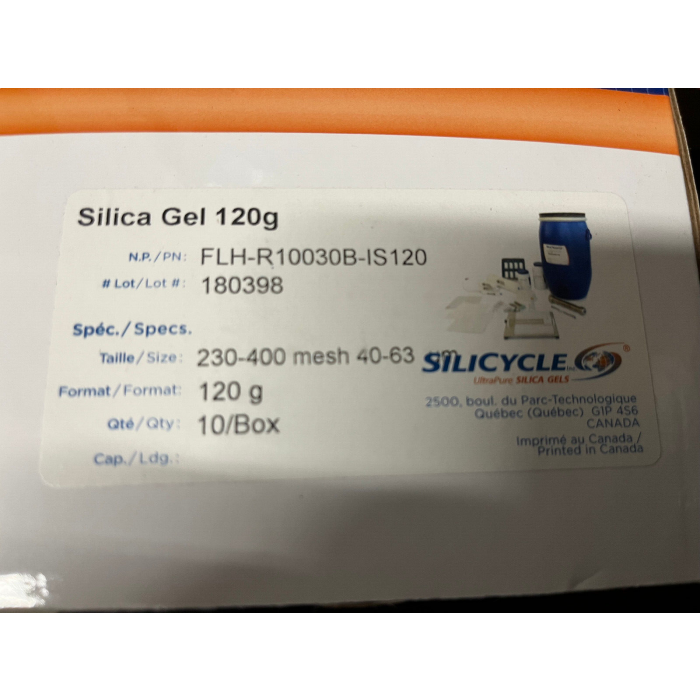 Silica Gel 120g
N.P./PN: FLH-R10030B-IS120
# Lot/Lot #: 180398
Spéc./Specs.
Taille/Size: 230-400 mesh 40-63 µm
Format/Format: 120 g
Qté/Qty: 10/Box
Cap./Ldg.:
SILICYCLE®
UltraPure SILICA GELS
2500, boul. du Parc-Technologique
Québec (Québec) G1P 4S6
CANADA
Imprimé au Canada /
Printed in Canada